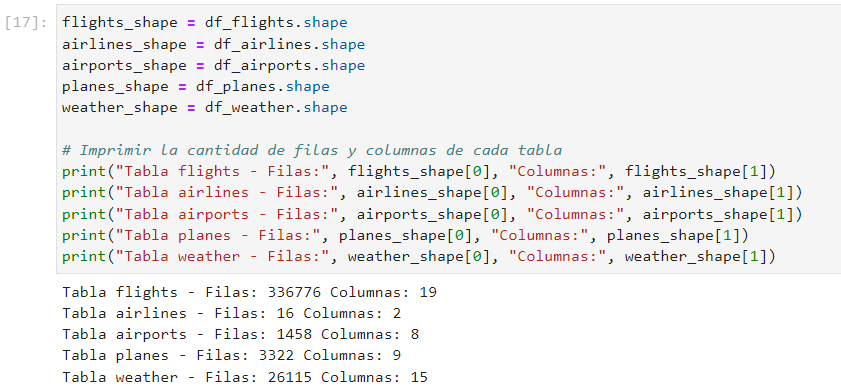 [17]: flights_shape = df_flights.shape
airlines_shape = df_airlines.shape
airports_shape = df_airports.shape
planes_shape = df_planes.shape
weather_shape = df_weather.shape
# Imprimir la cantidad de filas y columnas de cada tabla
print("Tabla flights - Filas:", flights_shape[0], "Columnas:", flights_shape[1])
print("Tabla airlines - Filas:", airlines_shape[0], "Columnas:", airlines_shape[1])
print("Tabla airports - Filas:", airports_shape[0], "Columnas:", airports_shape[1])
print("Tabla planes - Filas:", planes_shape[0], "Columnas:", planes_shape[1])
print("Tabla weather - Filas:", weather_shape[0], "Columnas:", weather_shape[1])
Tabla flights - Filas: 336776 Columnas: 19
Tabla airlines - Filas: 16 Columnas: 2
Tabla airports - Filas: 1458 Columnas: 8
Tabla planes - Filas: 3322 Columnas: 9
Tabla weather - Filas: 26115 Columnas: 15